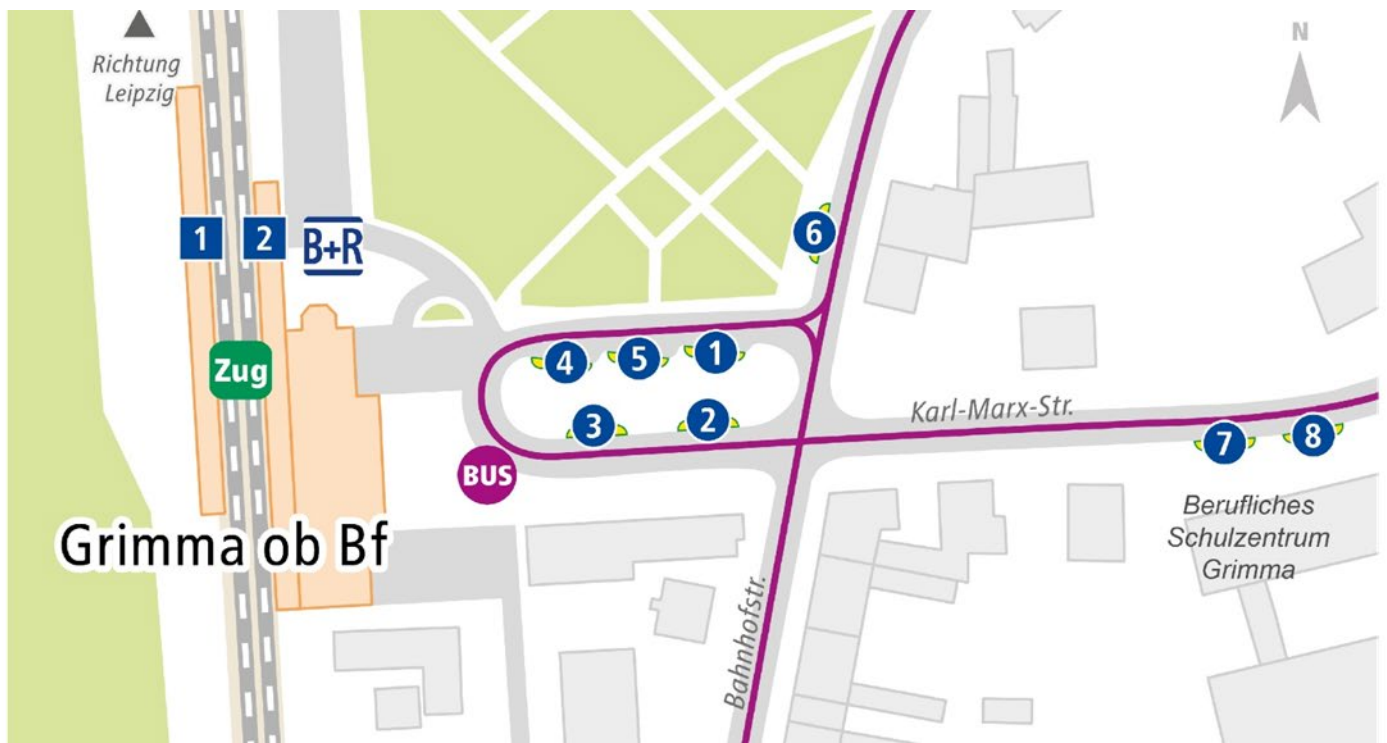 Richtung
Leipzig
N
1
2
B+R
6
Zug
4
5
1
3
2
BUS
Karl-Marx-Str.
7
8
Grimma ob Bf
Berufliches
Schulzentrum
Grimma
Bahnhofstr.